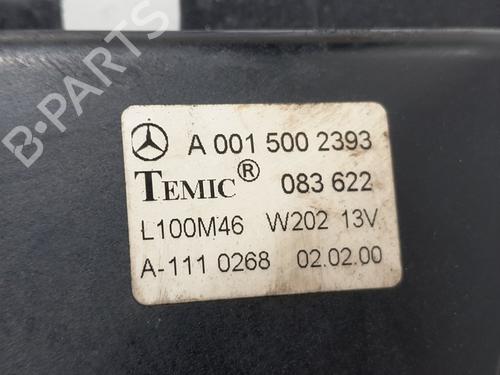 B-PARTS
A 001 500 2393
TEMIC® 083 622
L100M46 W202 13V
A-111 0268 02.02.00